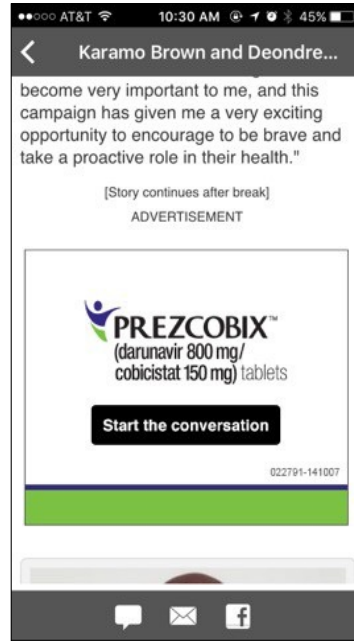 AT&T 10:30 AM 45%
Karamo Brown and Deondre...
become very important to me, and this
campaign has given me a very exciting
opportunity to encourage to be brave and
take a proactive role in their health."
[Story continues after break]
ADVERTISEMENT
PREZCOBIX™
(darunavir 800 mg/
cobicistat 150 mg) tablets
Start the conversation
022791-141007
f